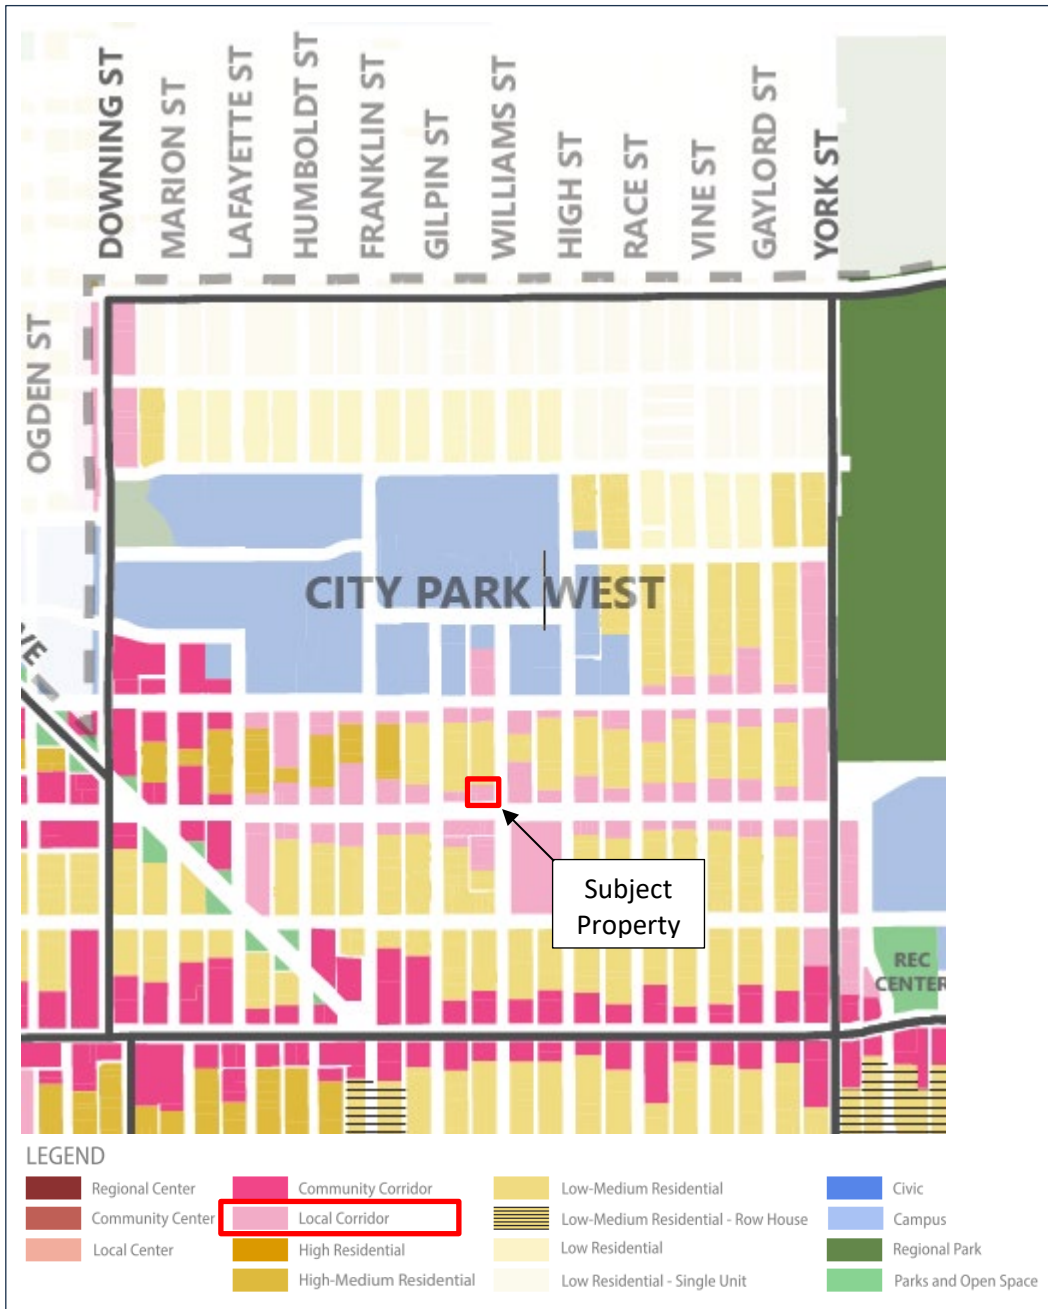 DOWNING ST
MARION ST
LAFAYETTE ST
HUMBOLDT ST
FRANKLIN ST
GILPIN ST
WILLIAMS ST
HIGH ST
RACE ST
VINE ST
GAYLORD ST
YORK ST
OGDEN ST
CITY PARK WEST
VE
Subject
Property
REC
CENTER
LEGEND
Regional Center
Community Center
Local Center
Community Corridor
Local Corridor
High Residential
High-Medium Residential
Low-Medium Residential
Low-Medium Residential - Row House
Low Residential
Low Residential - Single Unit
Civic
Campus
Regional Park
Parks and Open Space